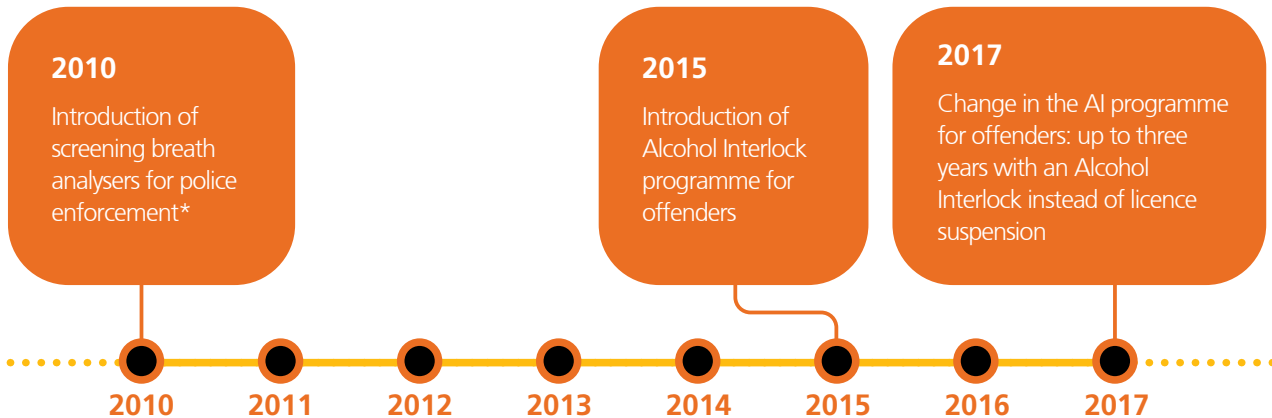 2010
Introduction of
screening breath
analysers for police
enforcement*
2015
Introduction of
Alcohol Interlock
programme for
offenders
2017
Change in the AI programme
for offenders: up to three
years with an Alcohol
Interlock instead of licence
suspension
2010 2011 2012 2013 2014 2015 2016 2017